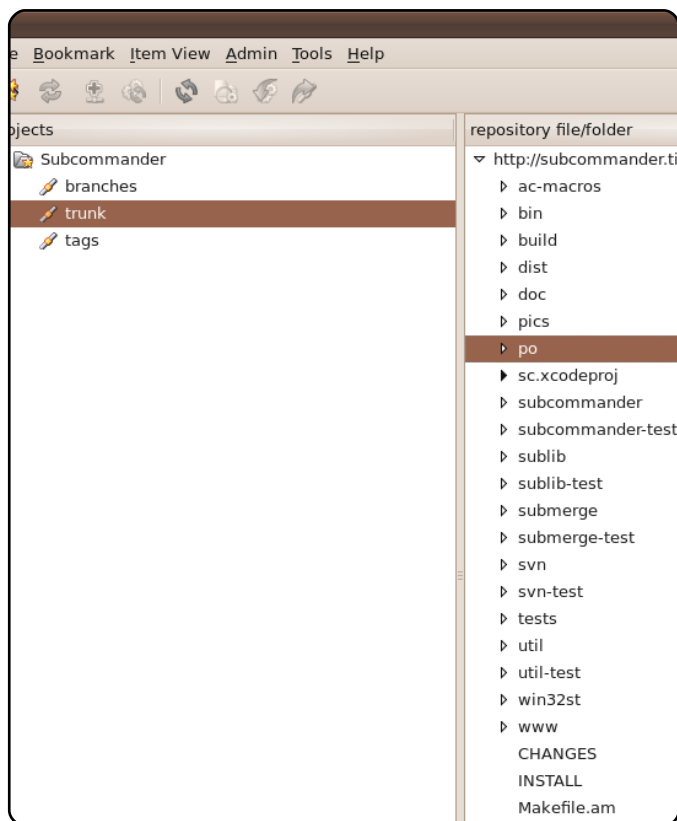 e Bookmark Item View Admin Tools Help
ojects
Subcommander
branches
trunk
tags
repository file/folder
http://subcommander.ti
ac-macros
bin
build
dist
doc
pics
po
sc.xcodeproj
subcommander
subcommander-test
sublib
sublib-test
submerge
submerge-test
svn
svn-test
tests
util
util-test
win32st
www
CHANGES
INSTALL
Makefile.am